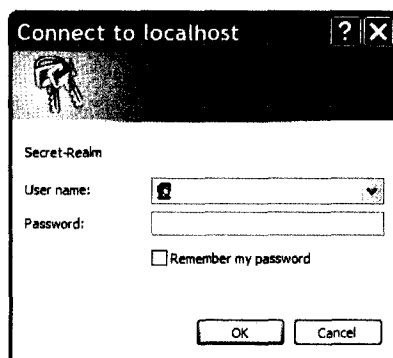 Connect to localhost
Secret-Realm
User name:
Password:
Remember my password
OK Cancel